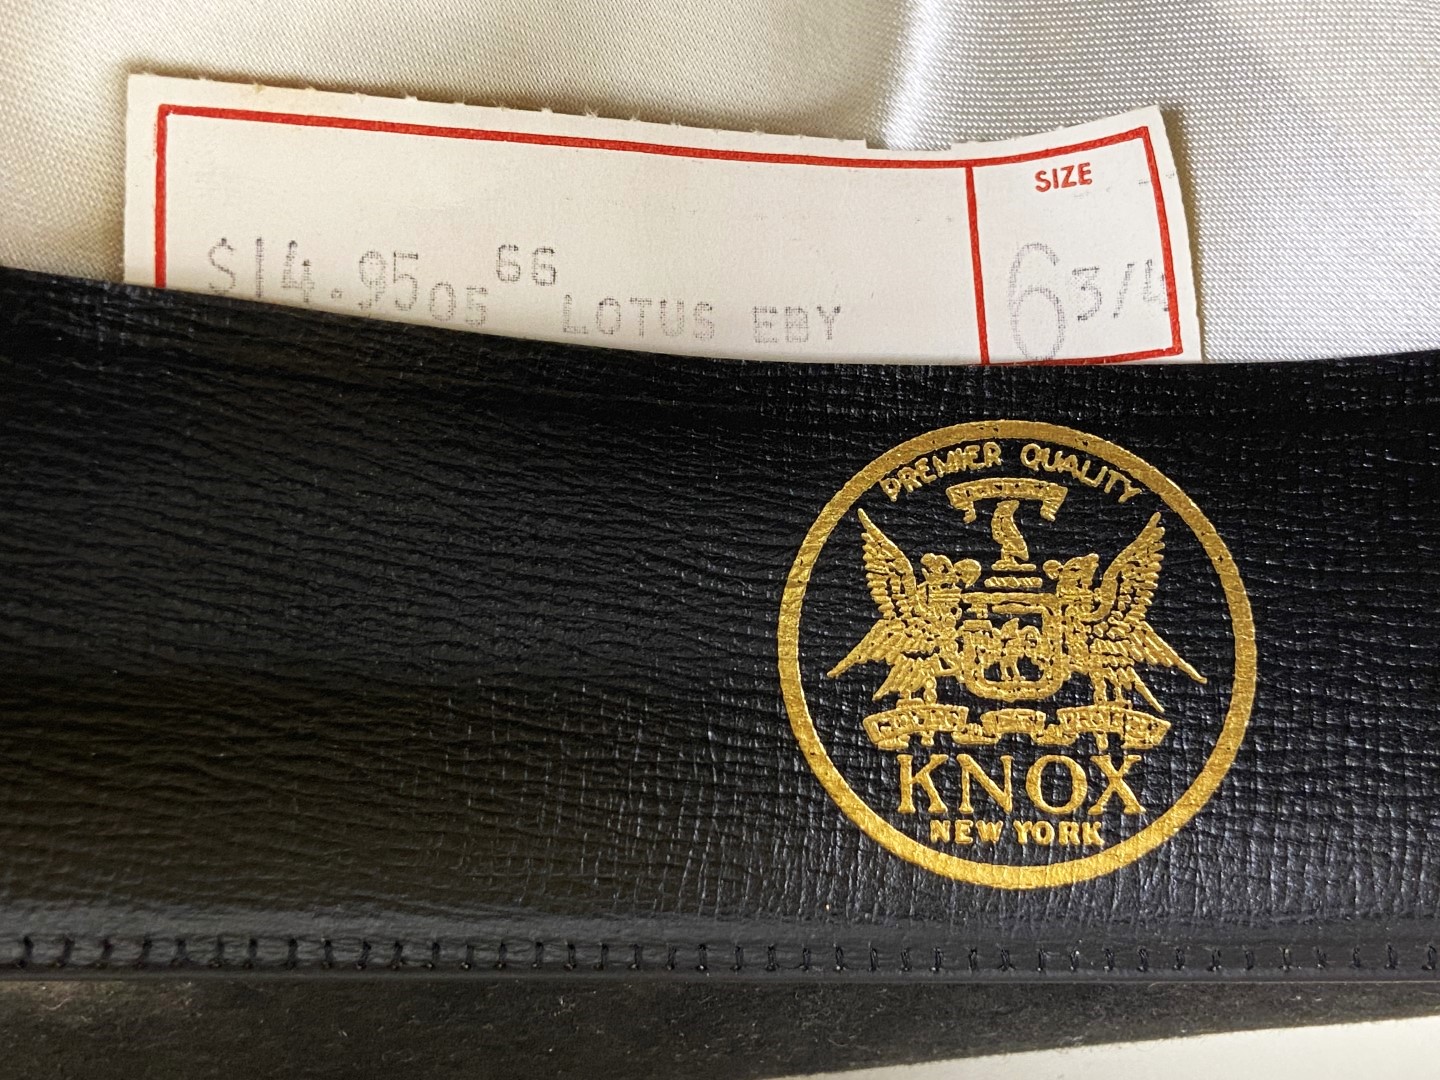 SIZE
$14.95 05 66 LOTUS EBY
6 3/4
PREMIER QUALITY
KNOX
NEW YORK